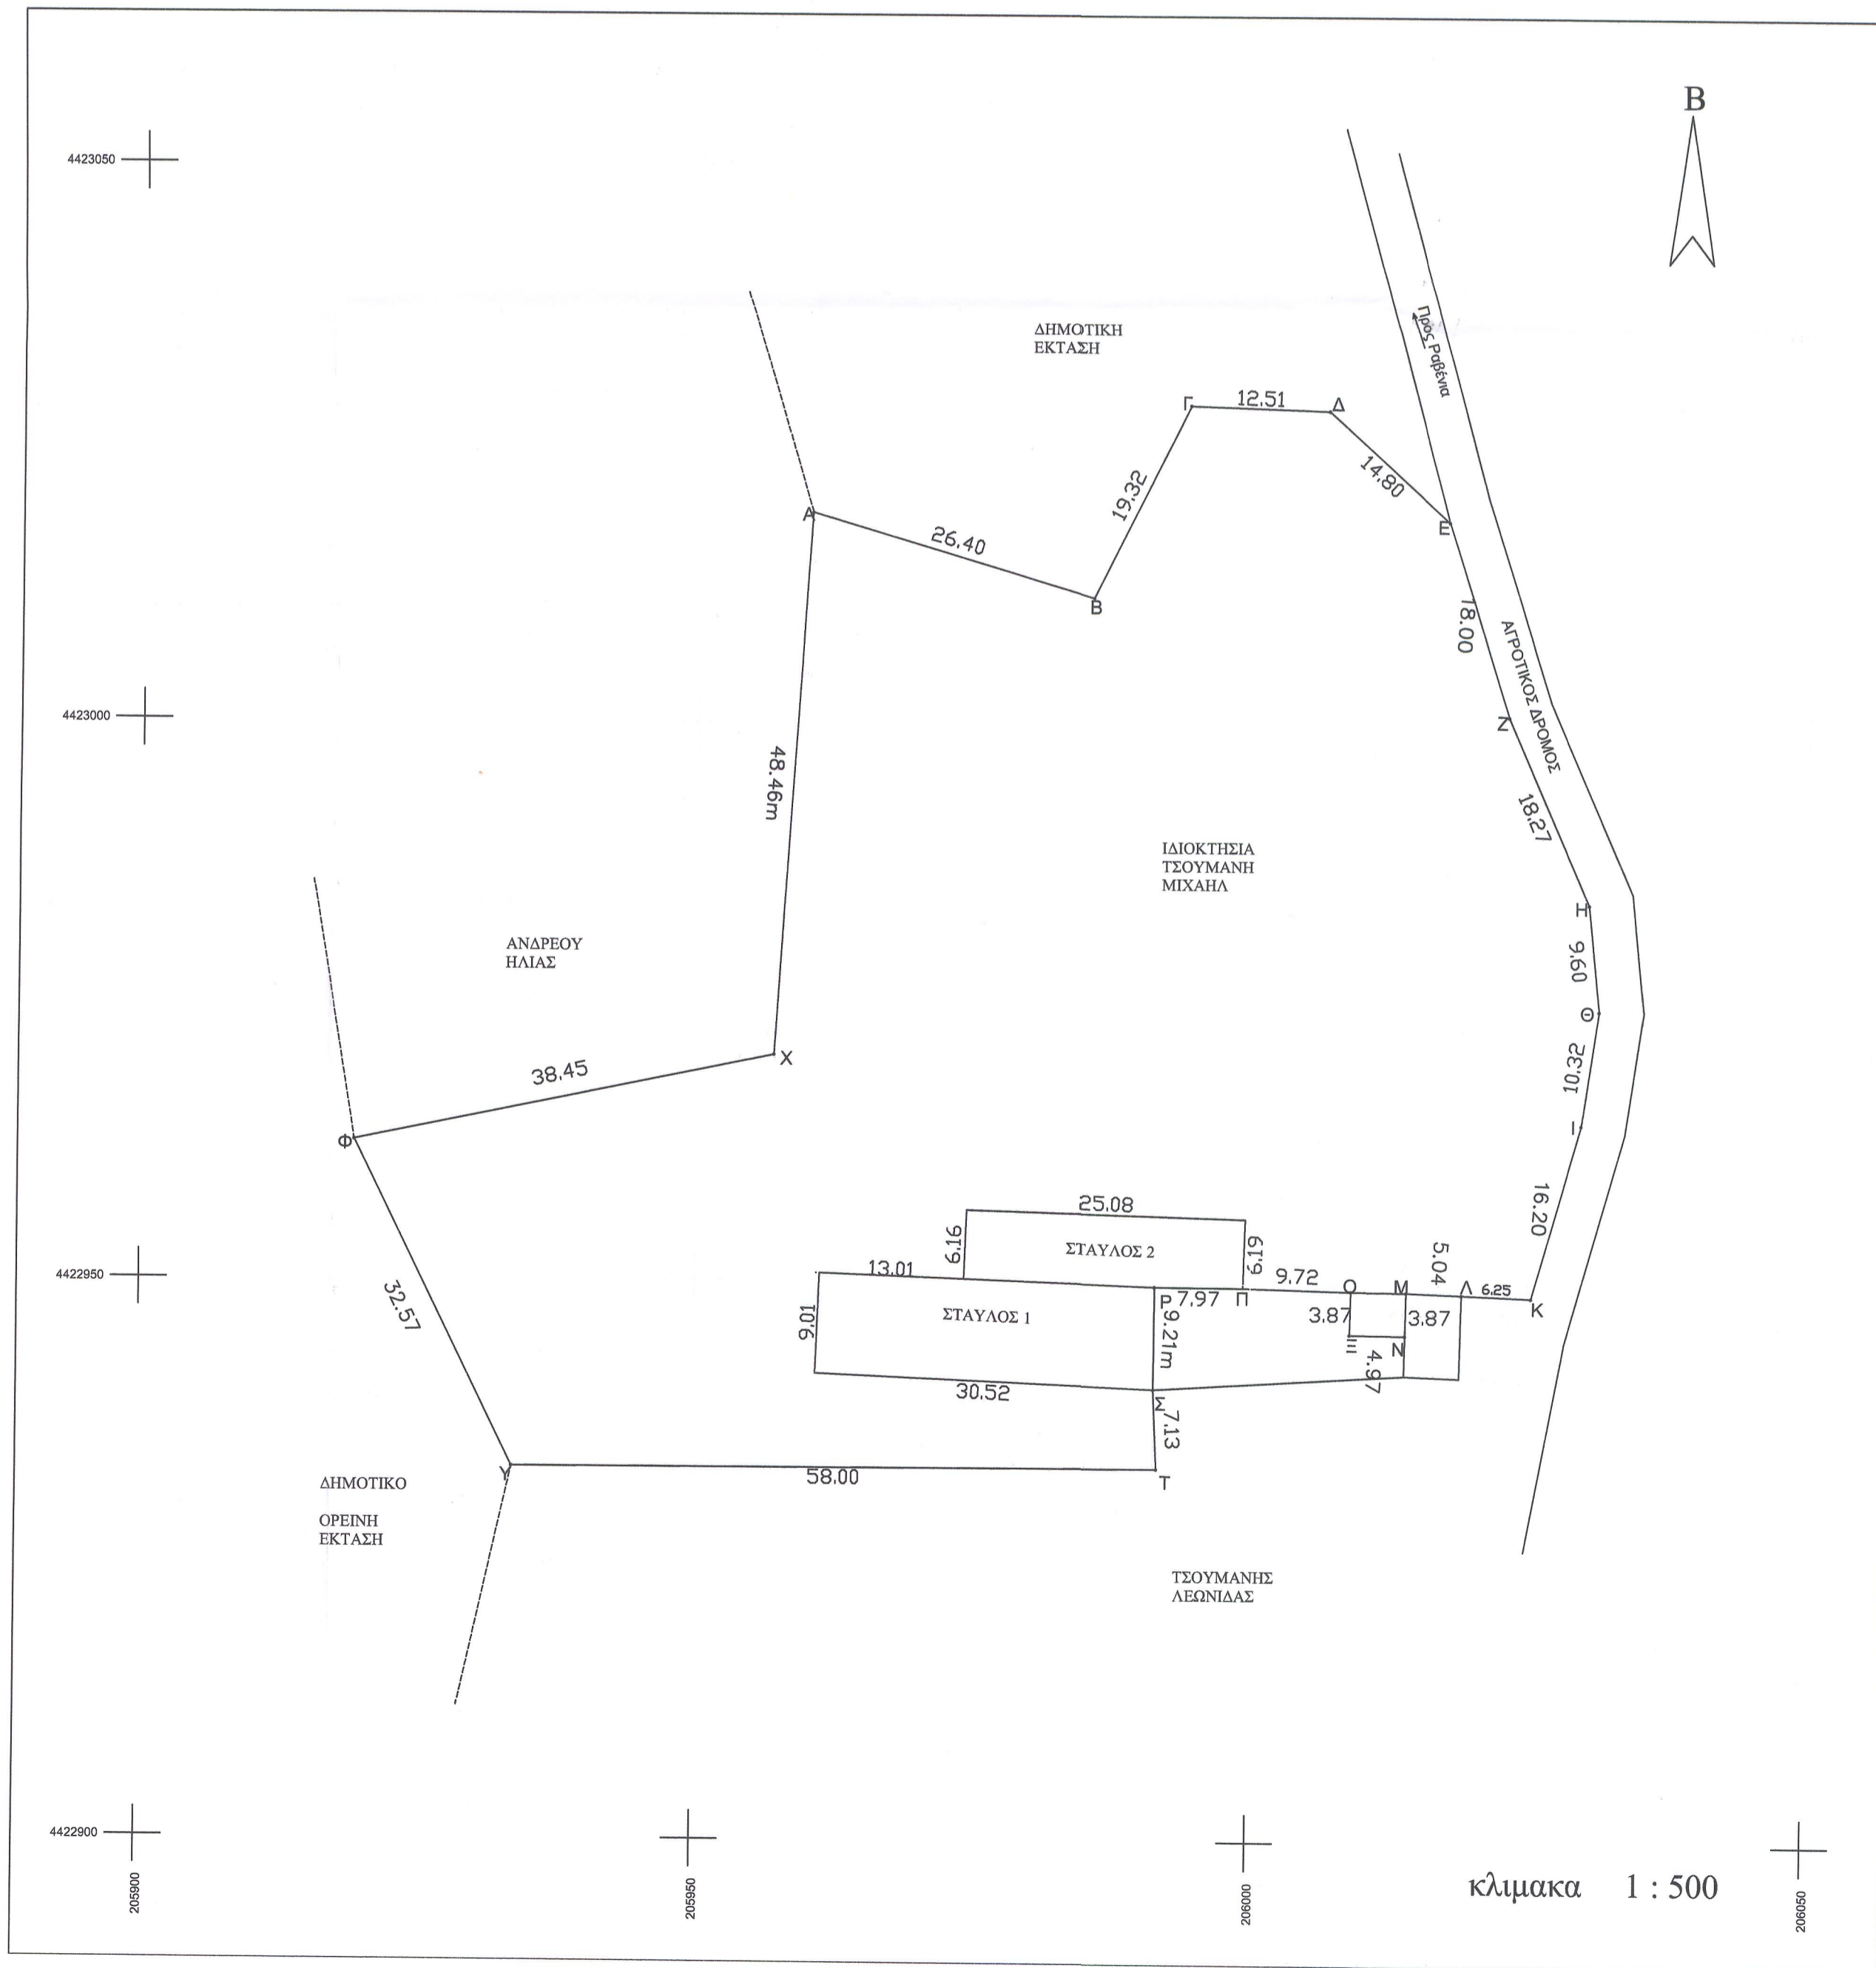 Β
4423050
Προς Ραβένια
ΔΗΜΟΤΙΚΗ
ΕΚΤΑΣΗ
Γ
12.51
Δ
19.32
14.80
Α
26.40
Ε
Β
18.00
ΑΓΡΟΤΙΚΟΣ ΔΡΟΜΟΣ
4423000
Ζ
48.46m
18.27
ΙΔΙΟΚΤΗΣΙΑ
ΤΣΟΥΜΑΝΗ
ΜΙΧΑΗΛ
Η
ΑΝΔΡΕΟΥ
ΗΛΙΑΣ
9.60
Θ
Χ
38.45
10.32
Φ
Ι
25.08
16.20
6.16
ΣΤΑΥΛΟΣ 2
6.19
5.04
4422950
13.01
9.72
Ο
Μ
Λ
6.25
32.57
9.01
ΣΤΑΥΛΟΣ 1
Ρ
7.97
Π
3.87
3.87
Κ
9.21m
Ξ
Ν
4.97
30.52
Σ
7.13
Υ
58.00
Τ
ΔΗΜΟΤΙΚΟ
ΟΡΕΙΝΗ
ΕΚΤΑΣΗ
ΤΣΟΥΜΑΝΗΣ
ΛΕΩΝΙΔΑΣ
4422900
205900
205950
206000
206050
κλιμακα 1 : 500